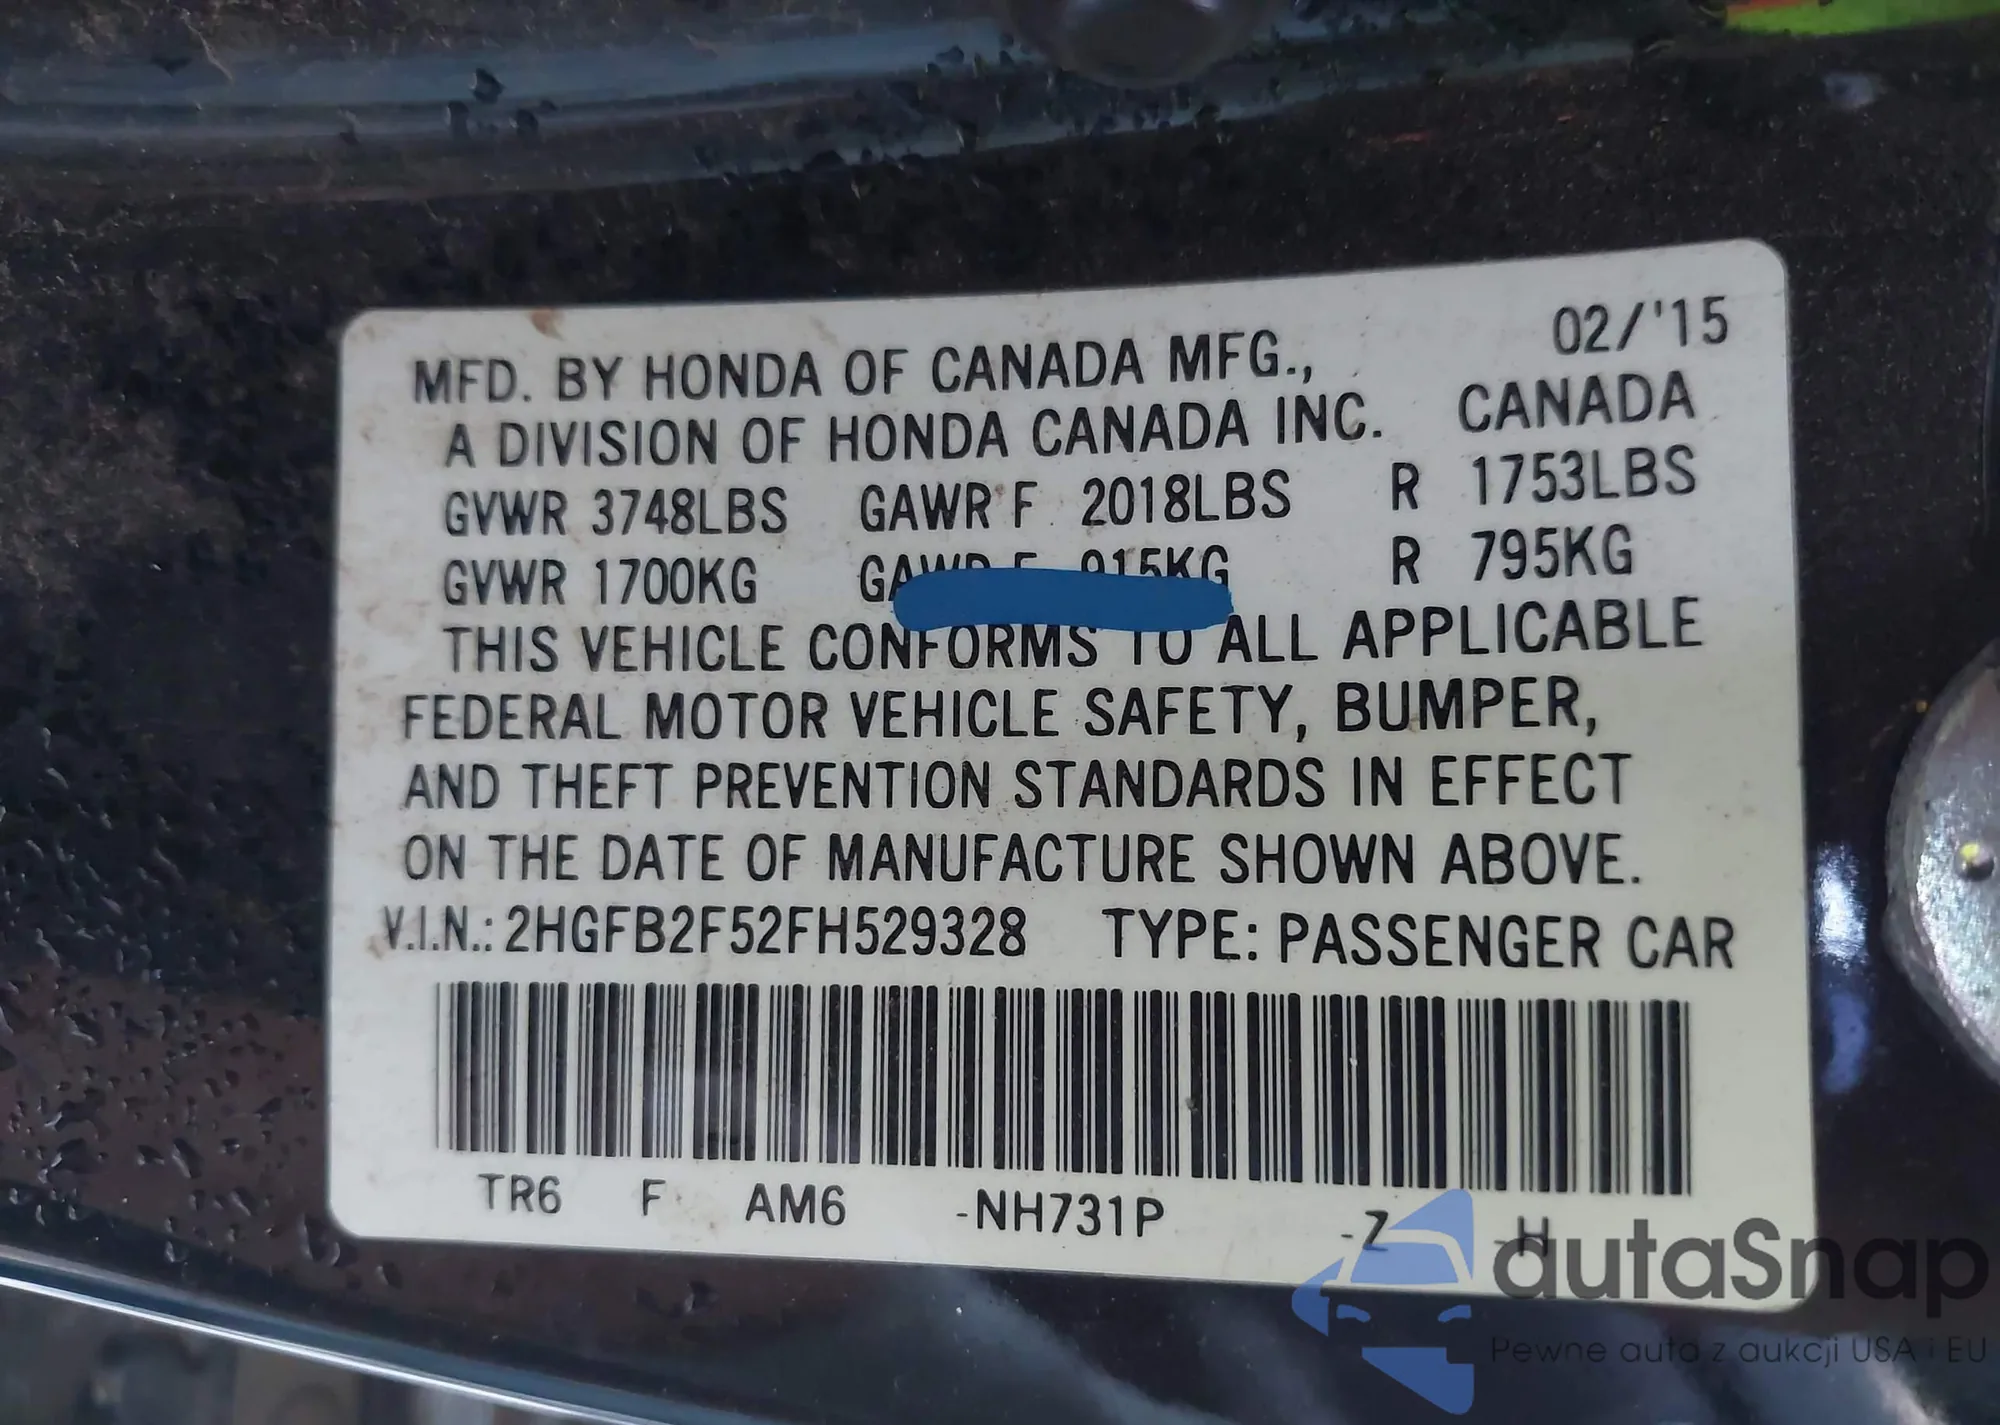 02/'15
MFD. BY HONDA OF CANADA MFG.,
A DIVISION OF HONDA CANADA INC. CANADA
GVWR 3748LBS GAWR F 2018LBS R 1753LBS
GVWR 1700KG GAWR F 915KG R 795KG
THIS VEHICLE CONFORMS TO ALL APPLICABLE
FEDERAL MOTOR VEHICLE SAFETY, BUMPER,
AND THEFT PREVENTION STANDARDS IN EFFECT
ON THE DATE OF MANUFACTURE SHOWN ABOVE.
V.I.N.: 2HGFB2F52FH529328 TYPE: PASSENGER CAR
TR6 F AM6 -NH731P -Z -H
autaSnap
Pewne auta z aukcji USA i EU